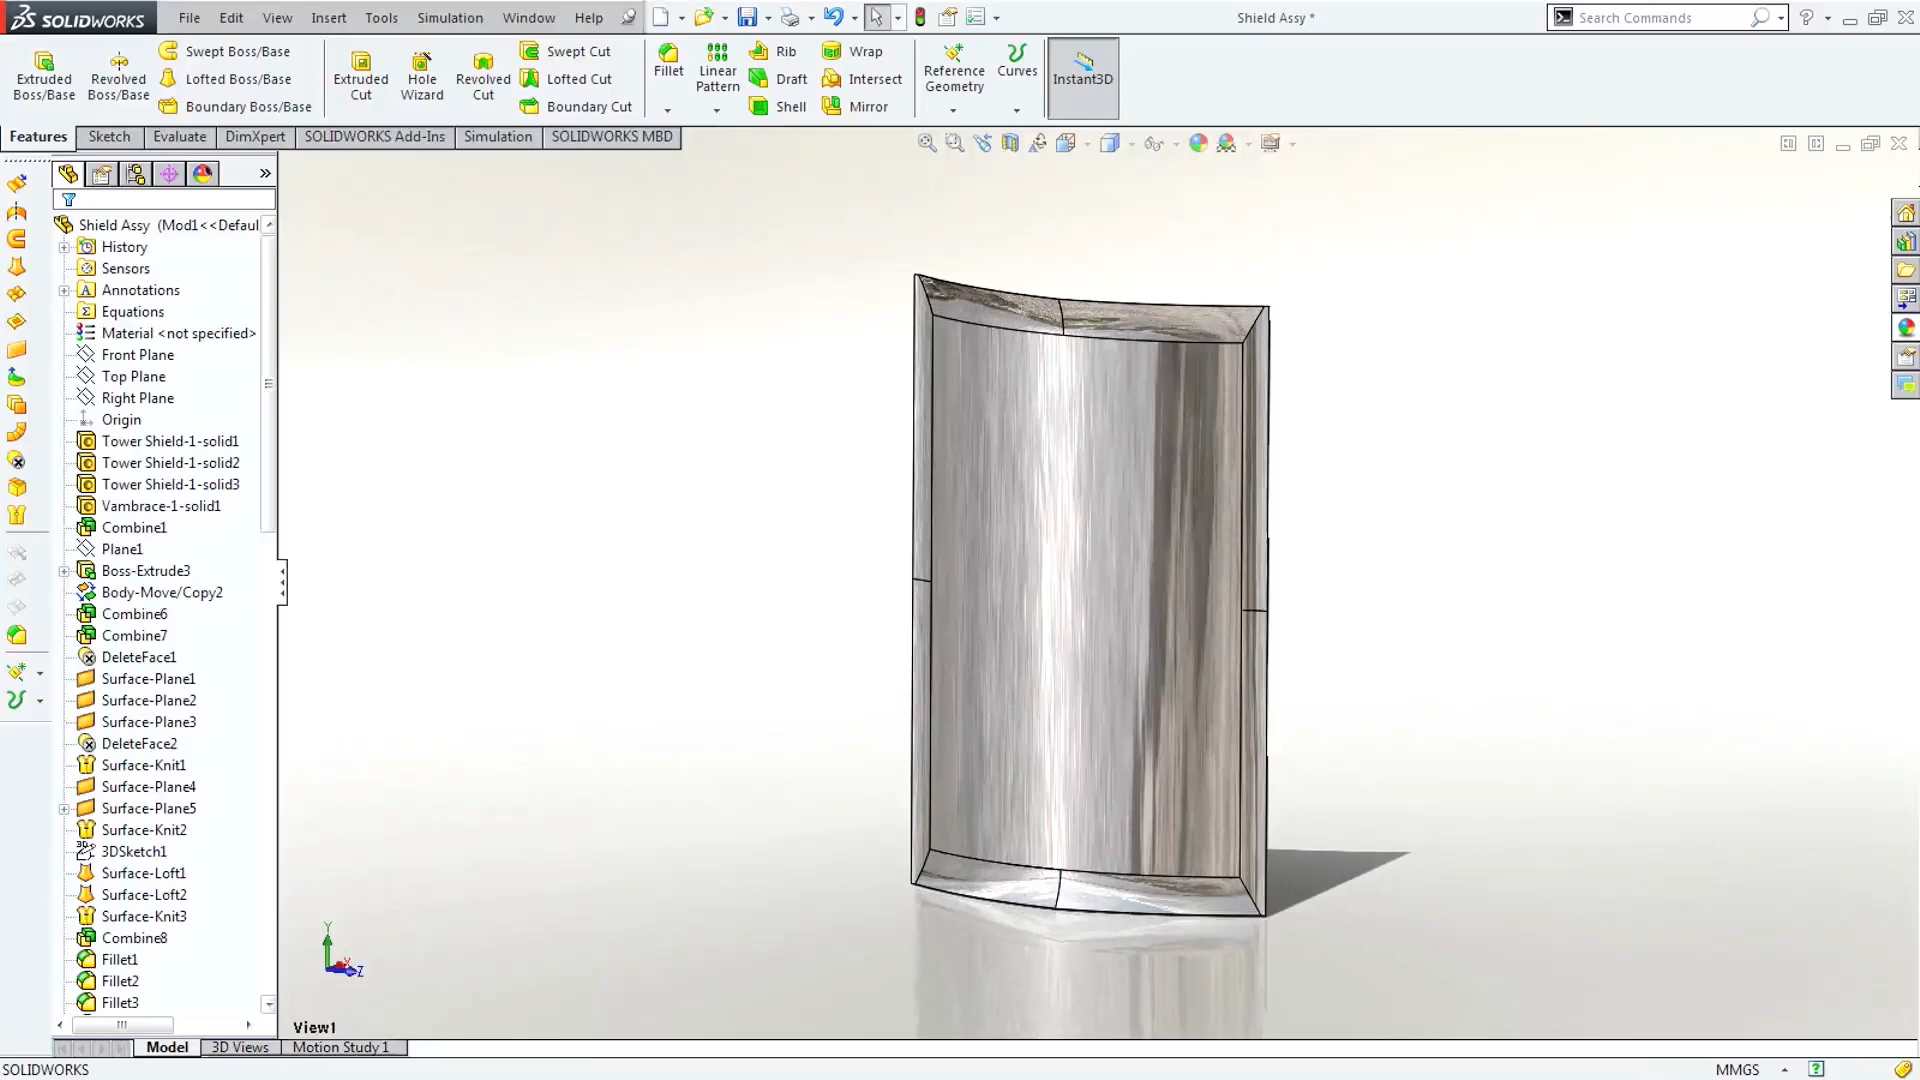 SOLIDWORKS
File Edit View Insert Tools Simulation Window Help
Shield Assy *
Search Commands
Extruded Boss/Base
Revolved Boss/Base
Swept Boss/Base
Lofted Boss/Base
Boundary Boss/Base
Extruded Cut
Hole Wizard
Revolved Cut
Swept Cut
Lofted Cut
Boundary Cut
Fillet
Linear Pattern
Rib
Draft
Shell
Wrap
Intersect
Mirror
Reference Geometry
Curves
Instant3D
Features Sketch Evaluate DimXpert SOLIDWORKS Add-Ins Simulation SOLIDWORKS MBD
Shield Assy (Mod1<<Defaul
History
Sensors
Annotations
Equations
Material <not specified>
Front Plane
Top Plane
Right Plane
Origin
Tower Shield-1-solid1
Tower Shield-1-solid2
Tower Shield-1-solid3
Vambrace-1-solid1
Combine1
Plane1
Boss-Extrude3
Body-Move/Copy2
Combine6
Combine7
DeleteFace1
Surface-Plane1
Surface-Plane2
Surface-Plane3
DeleteFace2
Surface-Knit1
Surface-Plane4
Surface-Plane5
Surface-Knit2
3DSketch1
Surface-Loft1
Surface-Loft2
Surface-Knit3
Combine8
Fillet1
Fillet2
Fillet3
Y
X
Z
View1
Model 3D Views Motion Study 1
SOLIDWORKS
MMGS